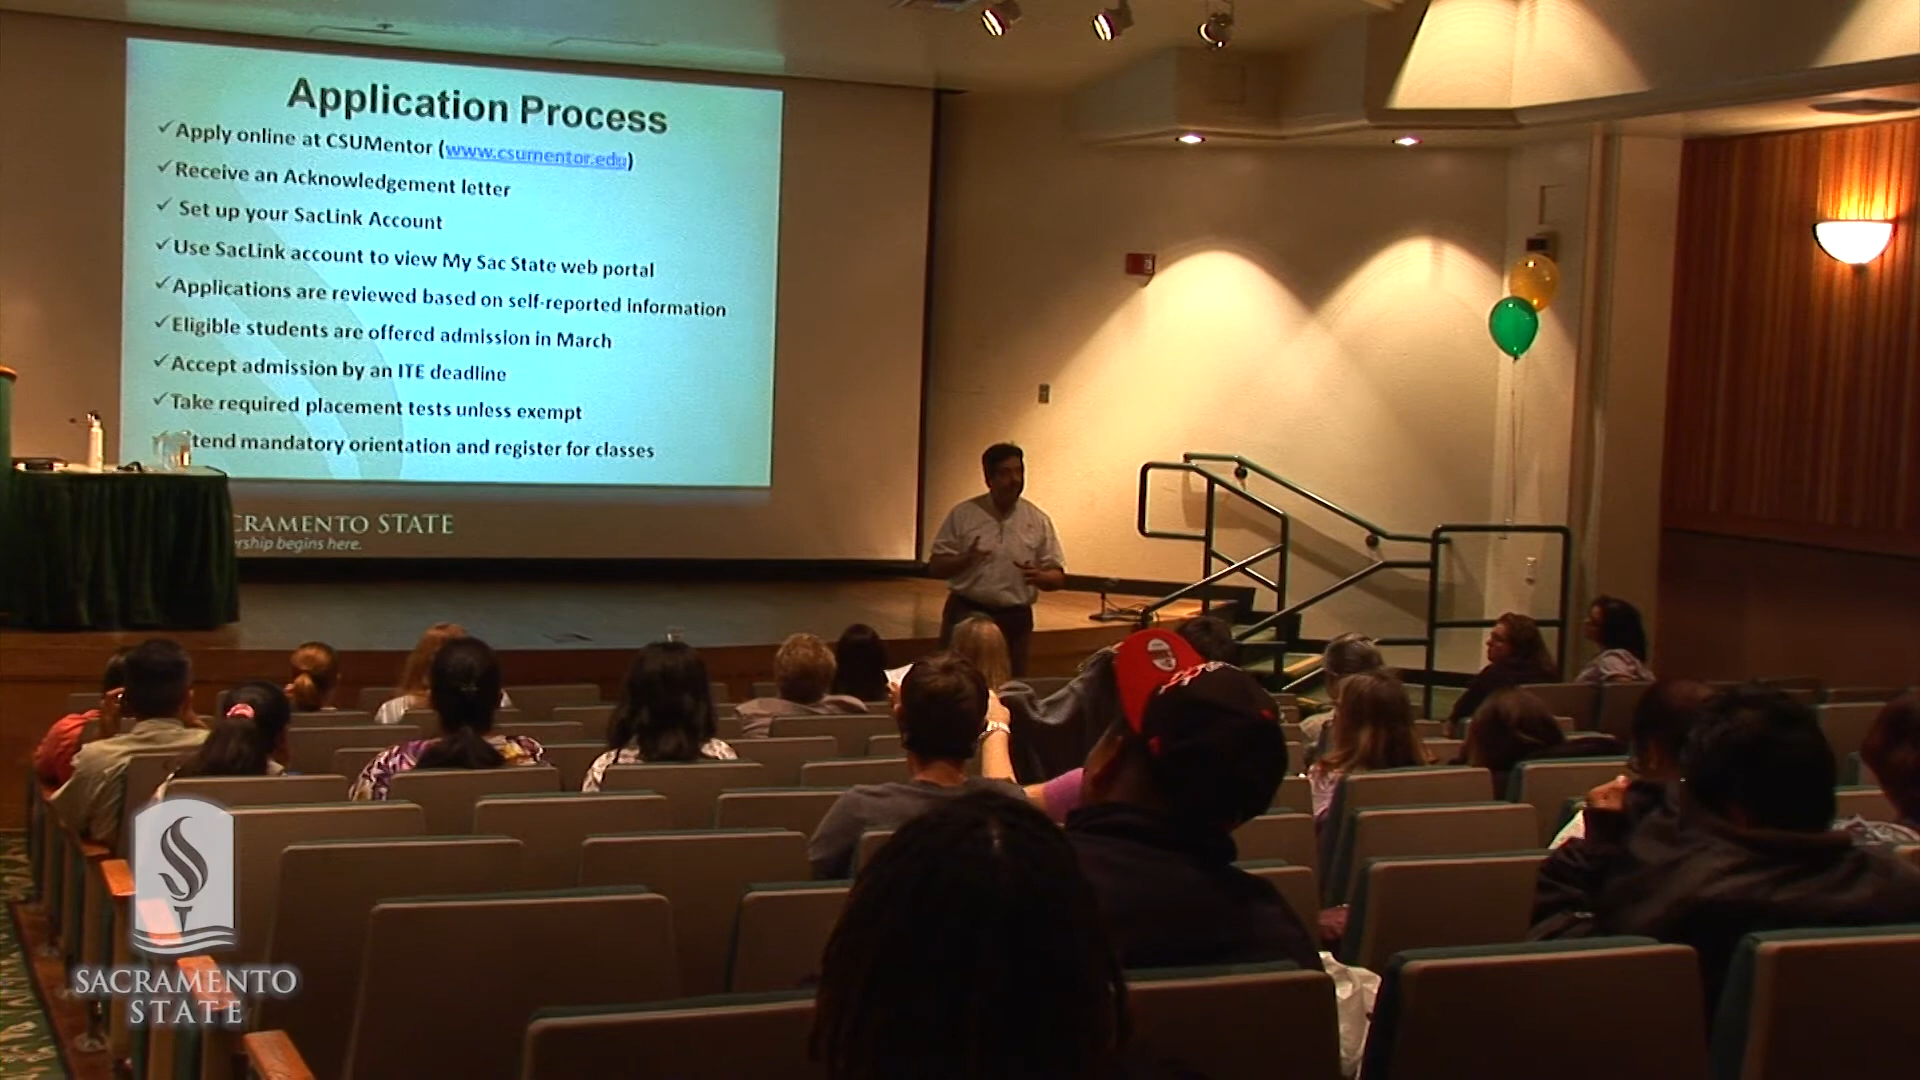 Application Process
✓Apply online at CSUMentor (www.csumentor.edu)
✓Receive an Acknowledgement letter
✓ Set up your SacLink Account
✓Use SacLink account to view My Sac State web portal
✓Applications are reviewed based on self-reported information
✓Eligible students are offered admission in March
✓Accept admission by an ITE deadline
✓Take required placement tests unless exempt
tend mandatory orientation and register for classes
CRAMENTO STATE
rship begins here.
SACRAMENTO
STATE